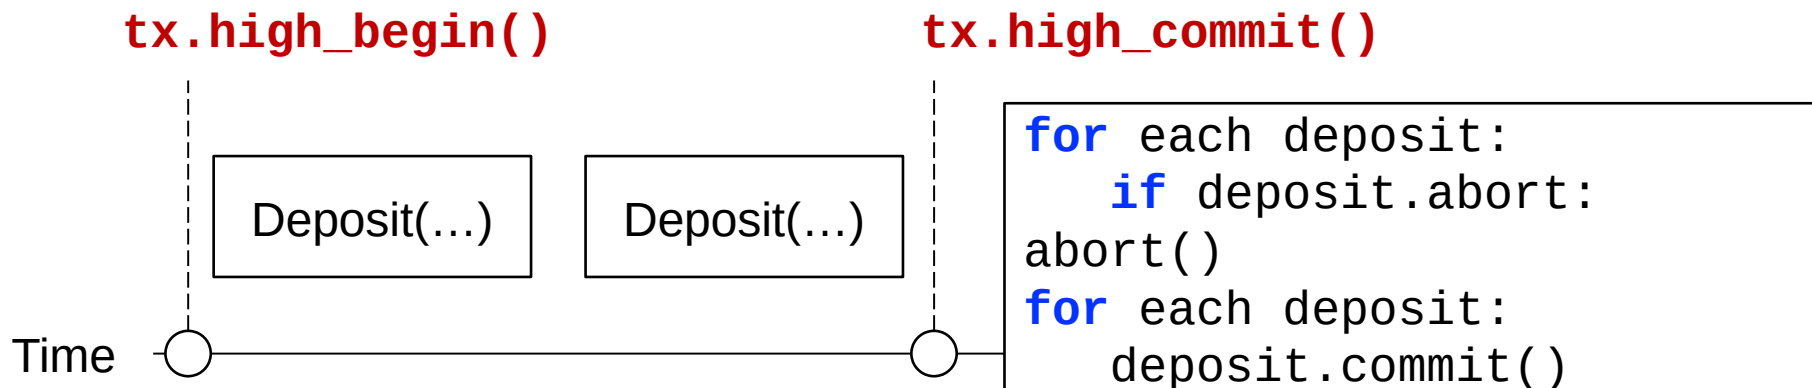 tx.high_begin()
tx.high_commit()
Deposit(…)
Deposit(…)
for each deposit:
if deposit.abort:
abort()
for each deposit:
deposit.commit()
Time